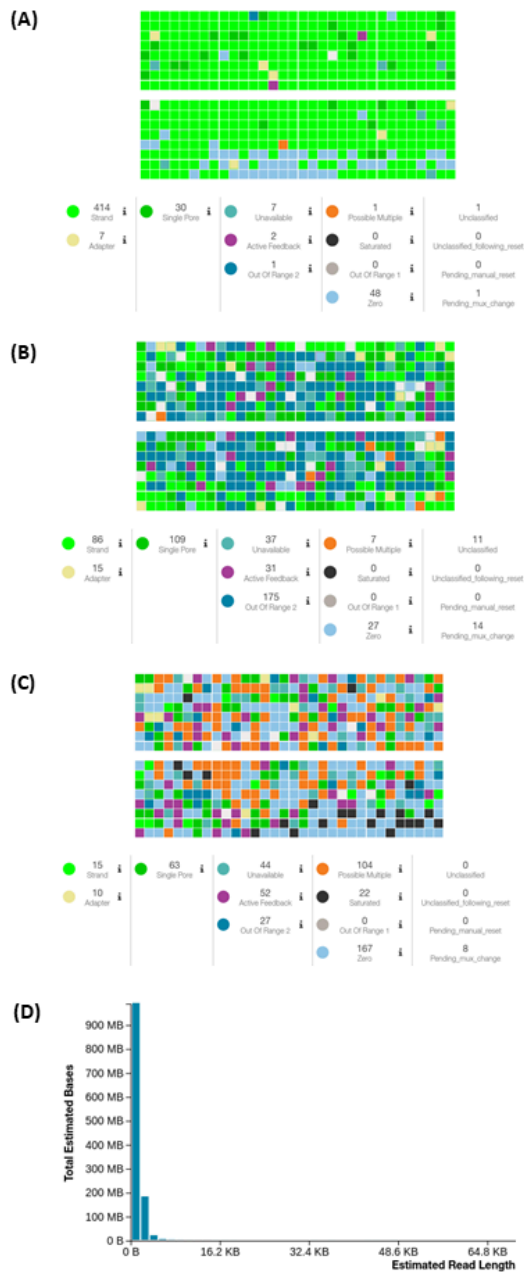 (A)
414 30 7 1 1
Strand Single Pore Unavailable Possible Multiple Unclassified
7 2 0 0
Adapter Active Feedback Saturated Unclassified_following_reset
1 0 0
Out Of Range 2 Out Of Range 1 Pending_manual_reset
48 1
Zero Pending_mux_change
(B)
86 109 37 7 11
Strand Single Pore Unavailable Possible Multiple Unclassified
15 31 0 0
Adapter Active Feedback Saturated Unclassified_following_reset
175 0 0
Out Of Range 2 Out Of Range 1 Pending_manual_reset
27 14
Zero Pending_mux_change
(C)
15 63 44 104 0
Strand Single Pore Unavailable Possible Multiple Unclassified
10 52 22 0
Adapter Active Feedback Saturated Unclassified_following_reset
27 0 0
Out Of Range 2 Out Of Range 1 Pending_manual_reset
167 8
Zero Pending_mux_change
(D)
Total Estimated Bases
900 MB
800 MB
700 MB
600 MB
500 MB
400 MB
300 MB
200 MB
100 MB
0 B
0 B 16.2 KB 32.4 KB 48.6 KB 64.8 KB
Estimated Read Length